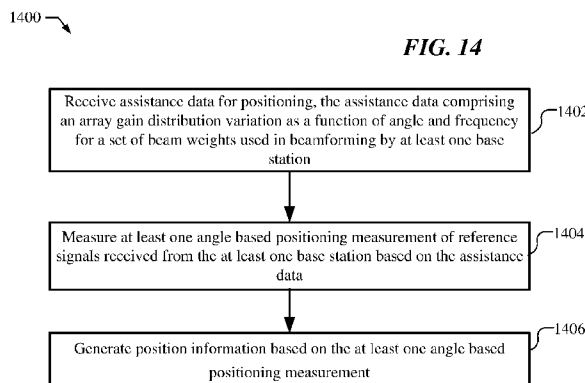 1400
FIG. 14
Receive assistance data for positioning, the assistance data comprising
an array gain distribution variation as a function of angle and frequency
for a set of beam weights used in beamforming by at least one base
station
1402
Measure at least one angle based positioning measurement of reference
signals received from the at least one base station based on the assistance
data
1404
Generate position information based on the at least one angle based
positioning measurement
1406